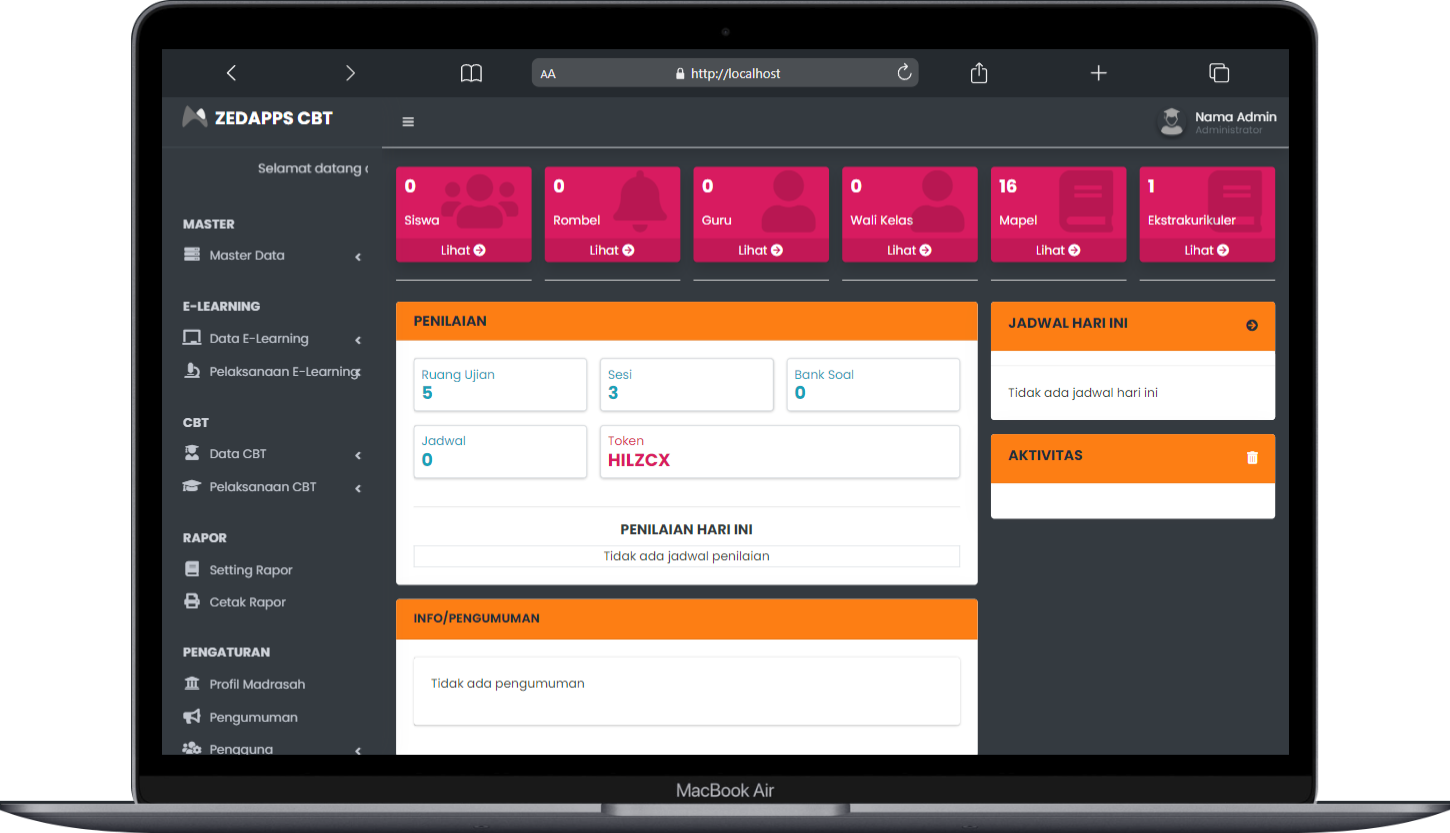 AA
http://localhost
ZEDAPPS CBT
Nama Admin
Administrator
Selamat datang
MASTER
Master Data
E-LEARNING
Data E-Learning
Pelaksanaan E-Learning
CBT
Data CBT
Pelaksanaan CBT
RAPOR
Setting Rapor
Cetak Rapor
PENGATURAN
Profil Madrasah
Pengumuman
Pengguna
0
Siswa
Lihat
0
Rombel
Lihat
0
Guru
Lihat
0
Wali Kelas
Lihat
16
Mapel
Lihat
1
Ekstrakurikuler
Lihat
PENILAIAN
Ruang Ujian
5
Sesi
3
Bank Soal
0
Jadwal
0
Token
HILZCX
PENILAIAN HARI INI
Tidak ada jadwal penilaian
INFO/PENGUMUMAN
Tidak ada pengumuman
JADWAL HARI INI
Tidak ada jadwal hari ini
AKTIVITAS
MacBook Air